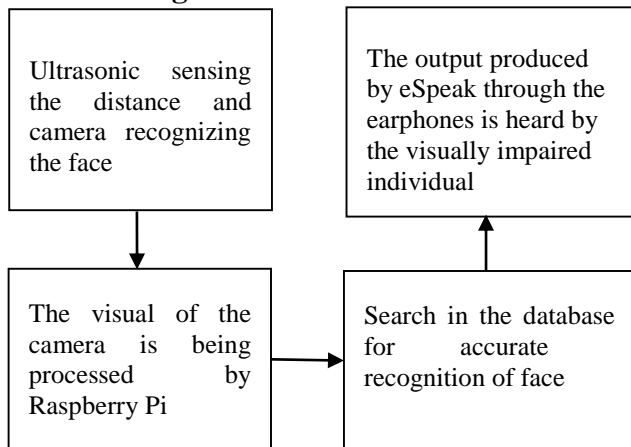 Ultrasonic sensing
the distance and
camera recognizing
the face
The visual of the
camera is being
processed by
Raspberry Pi
Search in the database
for accurate
recognition of face
The output produced
by eSpeak through the
earphones is heard by
the visually impaired
individual